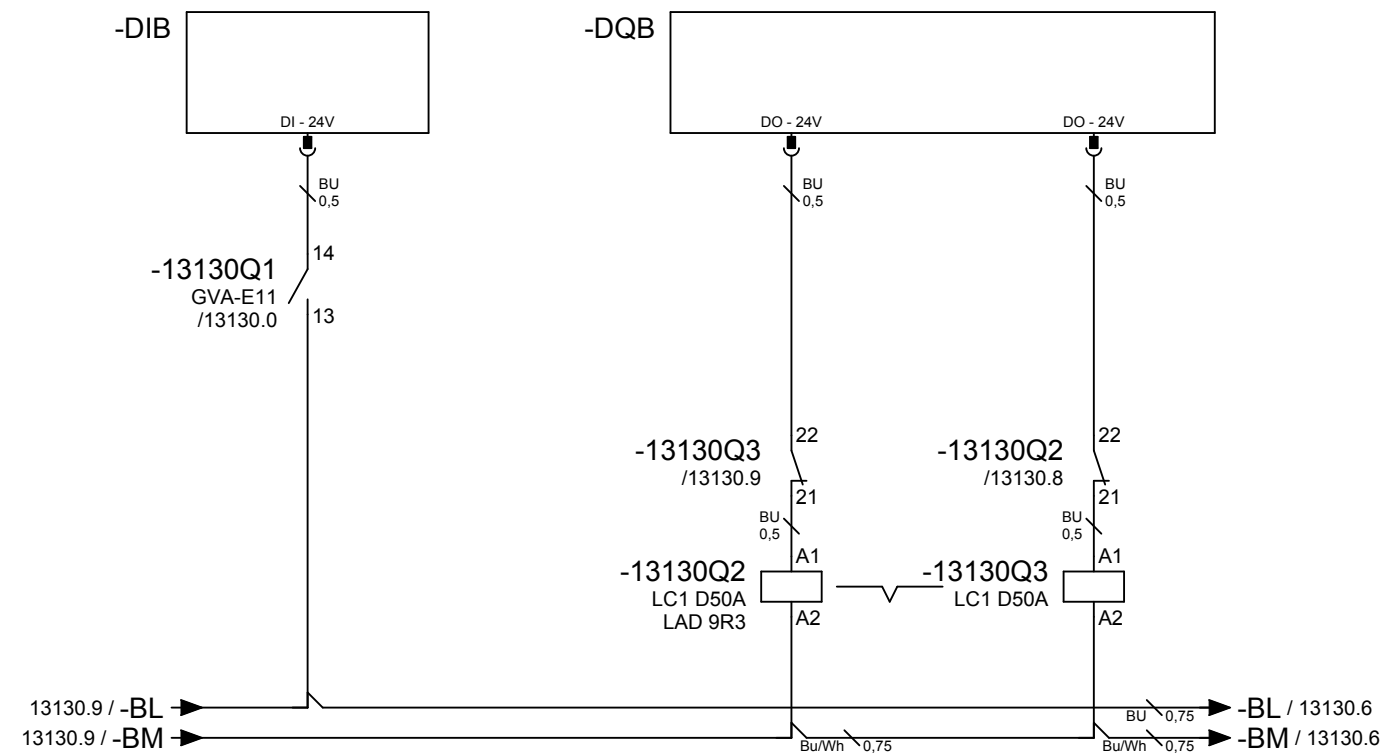 -DIB
-DQB
DI - 24V
DO - 24V
DO - 24V
BU
0,5
BU
0,5
BU
0,5
-13130Q1
GVA-E11
/13130.0
14
13
-13130Q3
/13130.9
22
21
-13130Q2
/13130.8
22
21
BU
0,5
BU
0,5
-13130Q2
LC1 D50A
LAD 9R3
A1
A2
-13130Q3
LC1 D50A
A1
A2
13130.9 / -BL
BU 0,75
-BL / 13130.6
13130.9 / -BM
Bu/Wh 0,75
Bu/Wh 0,75
-BM / 13130.6